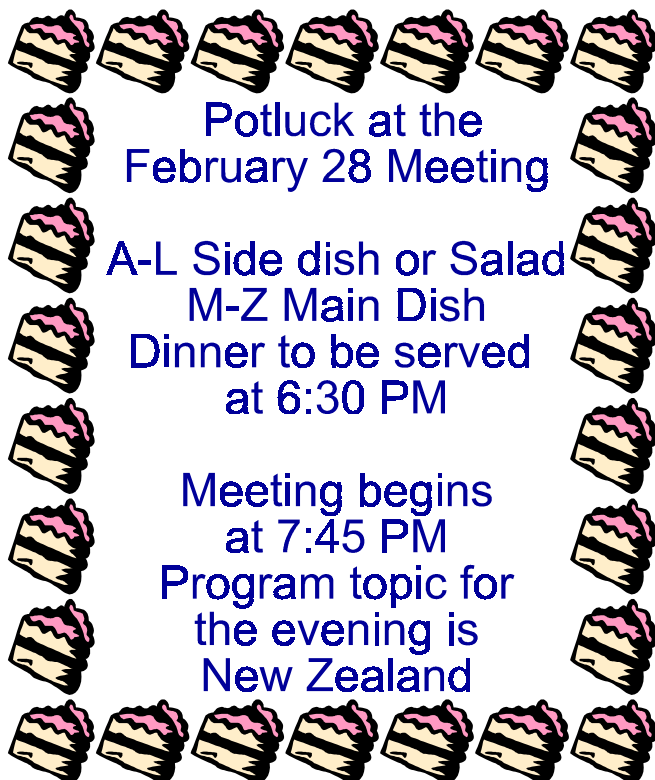 Potluck at the
February 28 Meeting
A-L Side dish or Salad
M-Z Main Dish
Dinner to be served
at 6:30 PM
Meeting begins
at 7:45 PM
Program topic for
the evening is
New Zealand